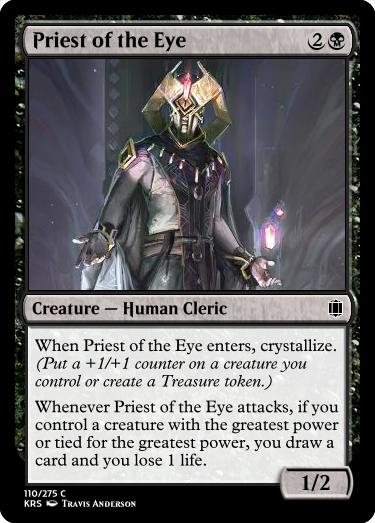 Priest of the Eye 2
Creature — Human Cleric
When Priest of the Eye enters, crystallize.
(Put a +1/+1 counter on a creature you
control or create a Treasure token.)
Whenever Priest of the Eye attacks, if you
control a creature with the greatest power
or tied for the greatest power, you draw a
card and you lose 1 life.
1/2
110/275 C
KRS Travis Anderson